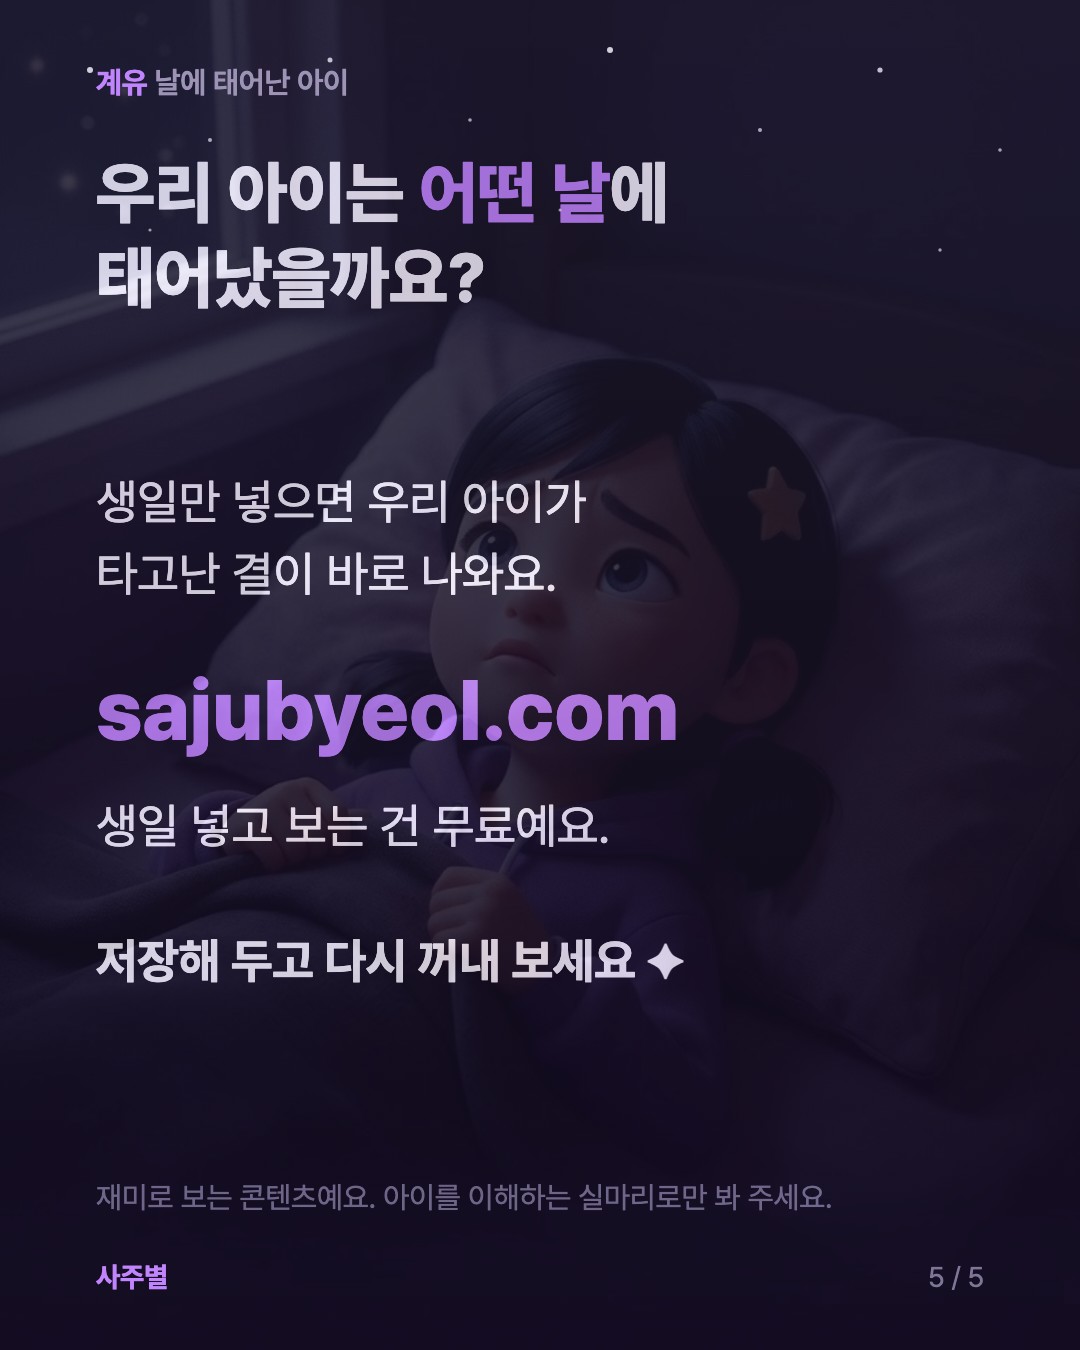 계유 날에 태어난 아이
우리 아이는 어떤 날에
태어났을까요?
생일만 넣으면 우리 아이가
타고난 결이 바로 나와요.
sajubyeol.com
생일 넣고 보는 건 무료예요.
저장해 두고 다시 꺼내 보세요 ✦
재미로 보는 콘텐츠예요. 아이를 이해하는 실마리로만 봐 주세요.
사주별
5 / 5